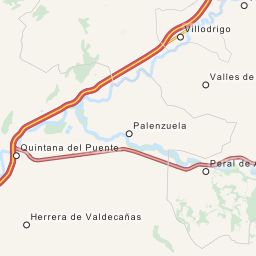 Villodrigo
Valles de
Palenzuela
Quintana del Puente
Peral de A
Herrera de Valdecañas